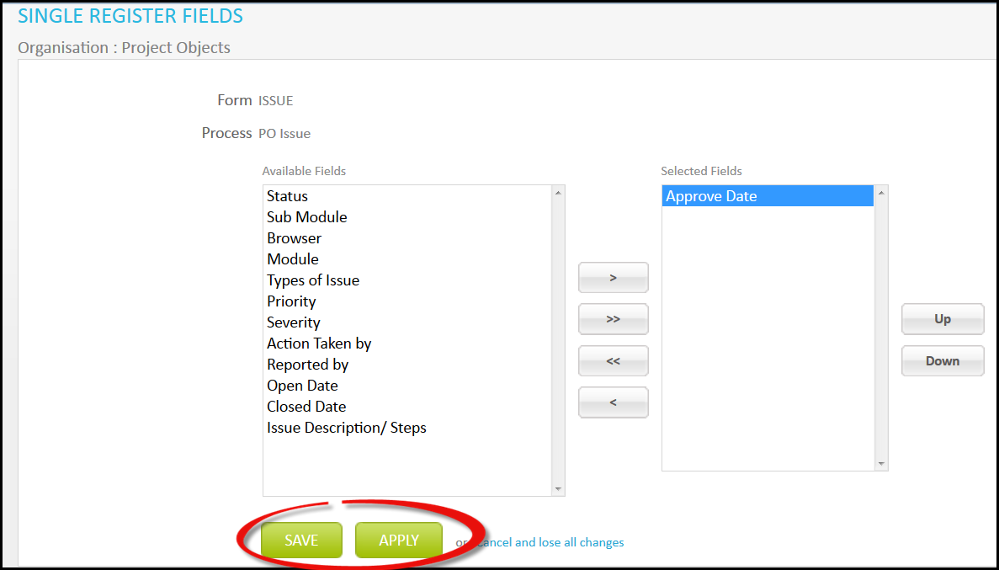 SINGLE REGISTER FIELDS
Organisation : Project Objects
Form ISSUE
Process PO Issue
Available Fields
Selected Fields
Status
Sub Module
Browser
Module
Types of Issue
Priority
Severity
Action Taken by
Reported by
Open Date
Closed Date
Issue Description/ Steps
>
>>
<<
<
Approve Date
Up
Down
SAVE APPLY or cancel and lose all changes